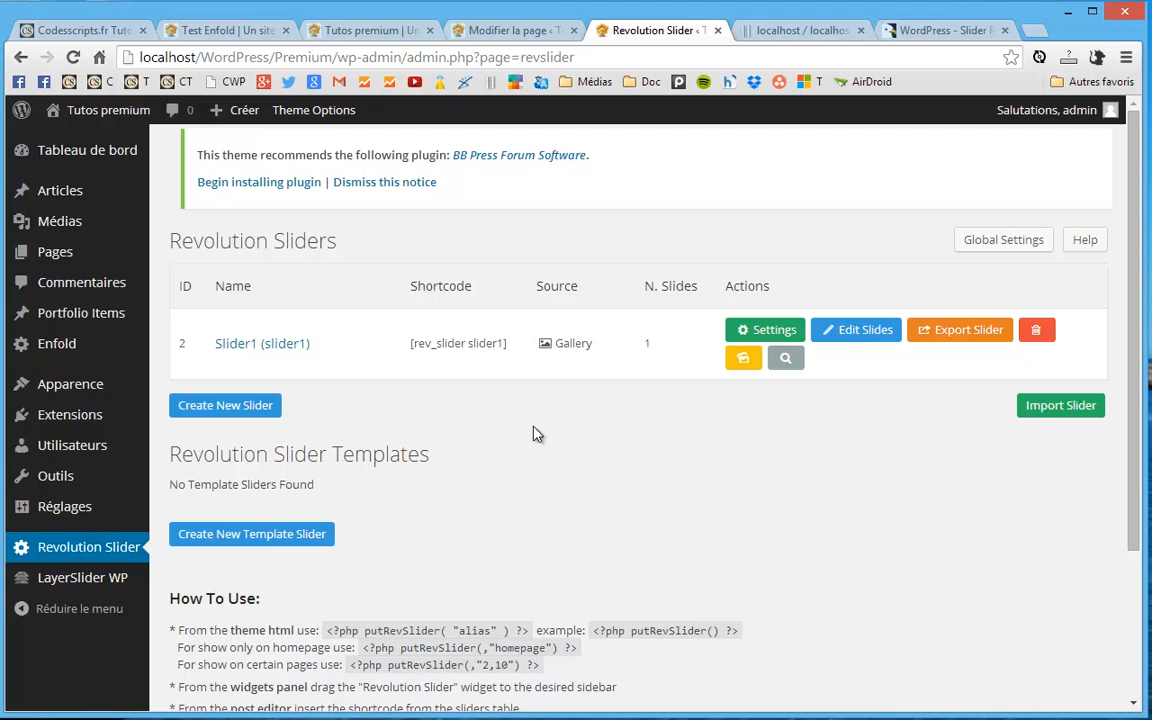 Codesscripts.fr Tuto
Test Enfold | Un site
Tutos premium | Un
Modifier la page ‹ T
Revolution Slider ‹ T
localhost / localhos
WordPress - Slider P
localhost/WordPress/Premium/wp-admin/admin.php?page=revslider
C
T
CT
CWP
Médias
Doc
T
AirDroid
Autres favoris
Tutos premium
0
Créer
Theme Options
Salutations, admin
Tableau de bord
Articles
Médias
Pages
Commentaires
Portfolio Items
Enfold
Apparence
Extensions
Utilisateurs
Outils
Réglages
Revolution Slider
LayerSlider WP
Réduire le menu
This theme recommends the following plugin: BB Press Forum Software.
Begin installing plugin | Dismiss this notice
Revolution Sliders
Global Settings
Help
ID Name Shortcode Source N. Slides Actions
2 Slider1 (slider1) [rev_slider slider1] Gallery 1
Settings Edit Slides Export Slider
Create New Slider
Import Slider
Revolution Slider Templates
No Template Sliders Found
Create New Template Slider
How To Use:
* From the theme html use: <?php putRevSlider( "alias" ) ?> example: <?php putRevSlider() ?>
For show only on homepage use: <?php putRevSlider(,"homepage") ?>
For show on certain pages use: <?php putRevSlider(,"2,10") ?>
* From the widgets panel drag the "Revolution Slider" widget to the desired sidebar
* From the post editor insert the shortcode from the sliders table